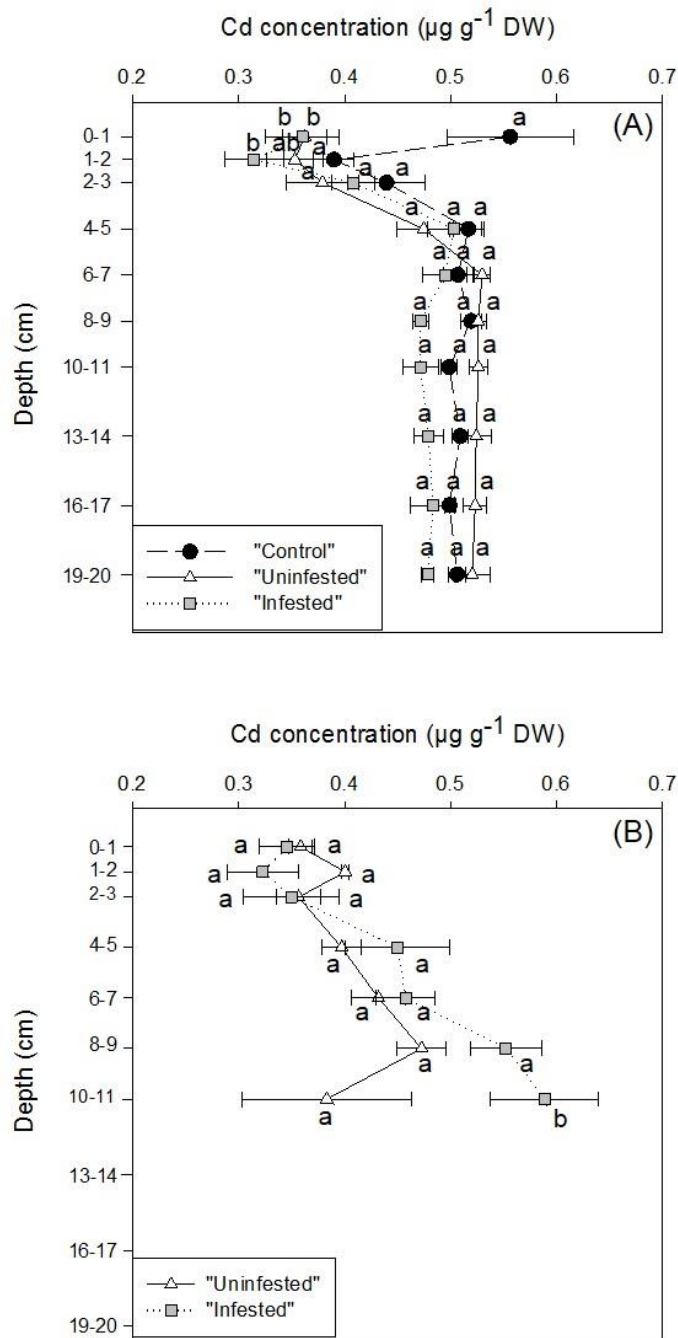 Cd concentration (µg g-1 DW)
0.2 0.3 0.4 0.5 0.6 0.7
(A)
b b a
0-1
b ab a
1-2
a a a
2-3
a a a
4-5
a a a
6-7
a a a
8-9
a a a
10-11
a a a
13-14
a a a
16-17
a a a
19-20
Depth (cm)
"Control"
"Uninfested"
"Infested"
Cd concentration (µg g-1 DW)
0.2 0.3 0.4 0.5 0.6 0.7
(B)
0-1 a a
1-2 a a
2-3 a a
4-5
a a
6-7
a a
8-9
a a
10-11
a b
13-14
16-17
19-20
Depth (cm)
"Uninfested"
"Infested"